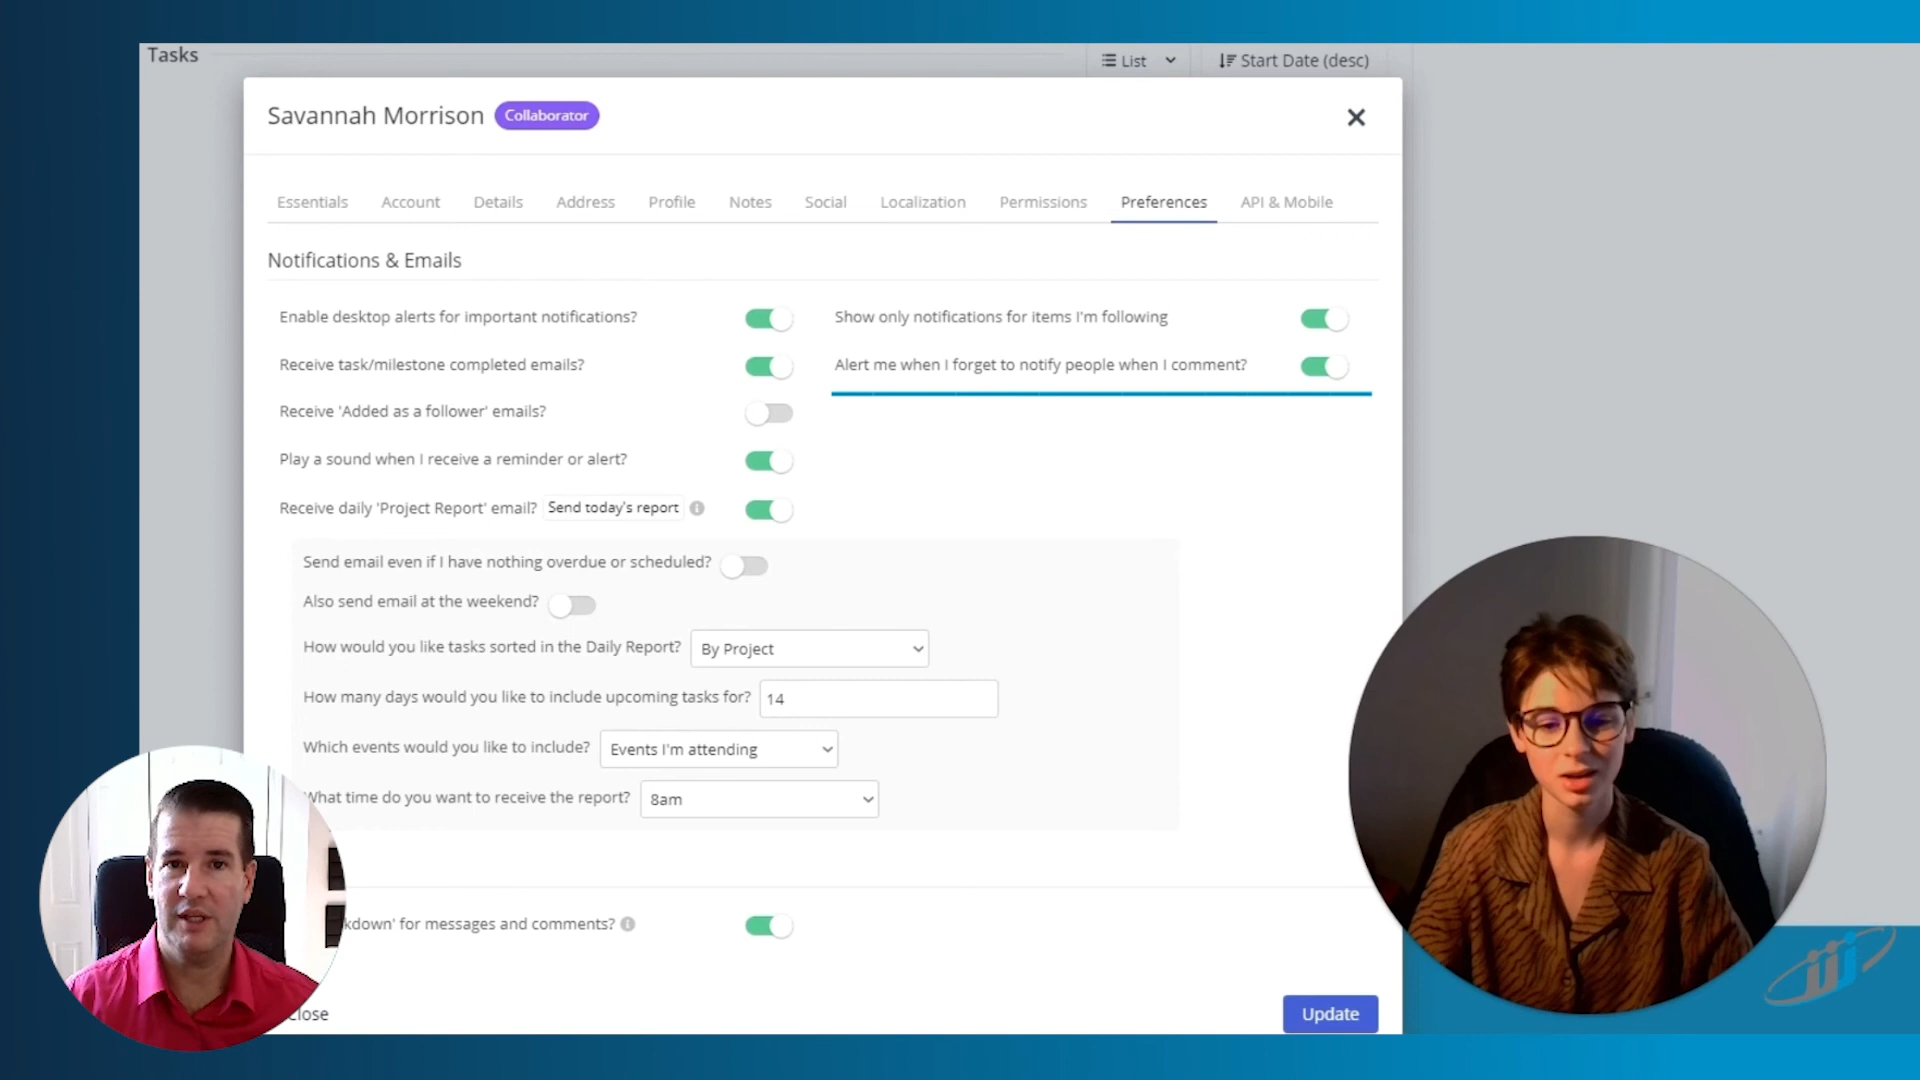 Tasks
List
Start Date (desc)
Savannah Morrison
Collaborator
Essentials Account Details Address Profile Notes Social Localization Permissions Preferences API & Mobile
Notifications & Emails
Enable desktop alerts for important notifications?
Show only notifications for items I'm following
Receive task/milestone completed emails?
Alert me when I forget to notify people when I comment?
Receive 'Added as a follower' emails?
Play a sound when I receive a reminder or alert?
Receive daily 'Project Report' email? Send today's report
Send email even if I have nothing overdue or scheduled?
Also send email at the weekend?
How would you like tasks sorted in the Daily Report? By Project
How many days would you like to include upcoming tasks for? 14
Which events would you like to include? Events I'm attending
What time do you want to receive the report? 8am
kdown' for messages and comments?
Close
Update